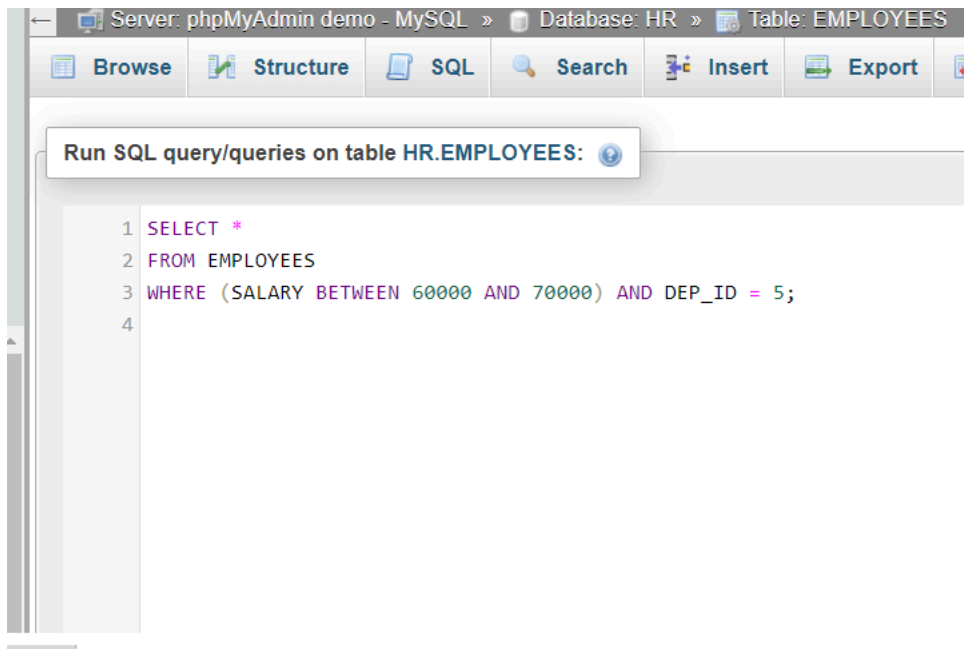 ← Server: phpMyAdmin demo - MySQL » Database: HR » Table: EMPLOYEES
Browse Structure SQL Search Insert Export
Run SQL query/queries on table HR.EMPLOYEES:
1 SELECT *
2 FROM EMPLOYEES
3 WHERE (SALARY BETWEEN 60000 AND 70000) AND DEP_ID = 5;
4